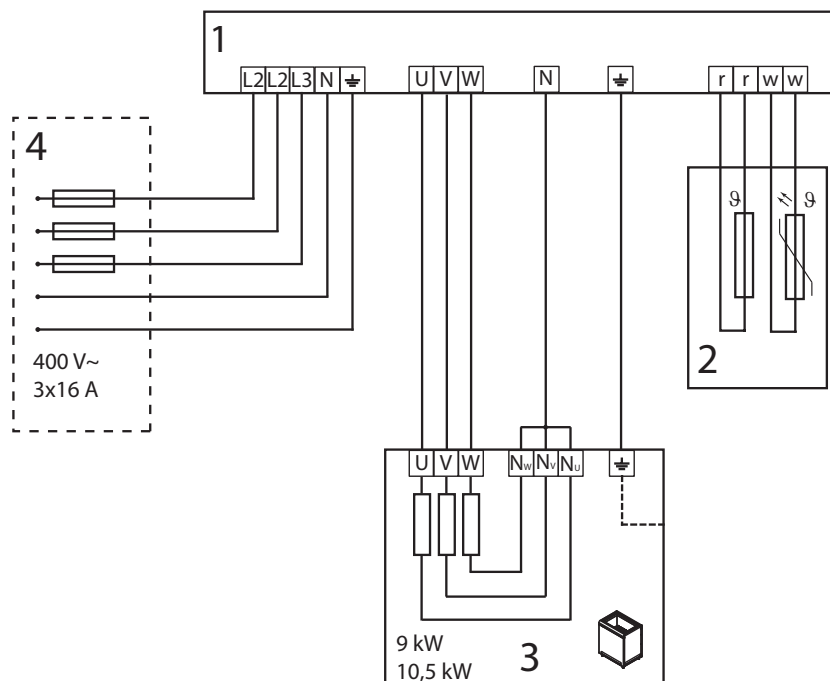 1
L2 L2 L3 N ⏚ U V W N ⏚ r r w w
4
ϑ ϑ
400 V~
3x16 A
2
U V W NW NV NU ⏚
9 kW
10,5 kW
3